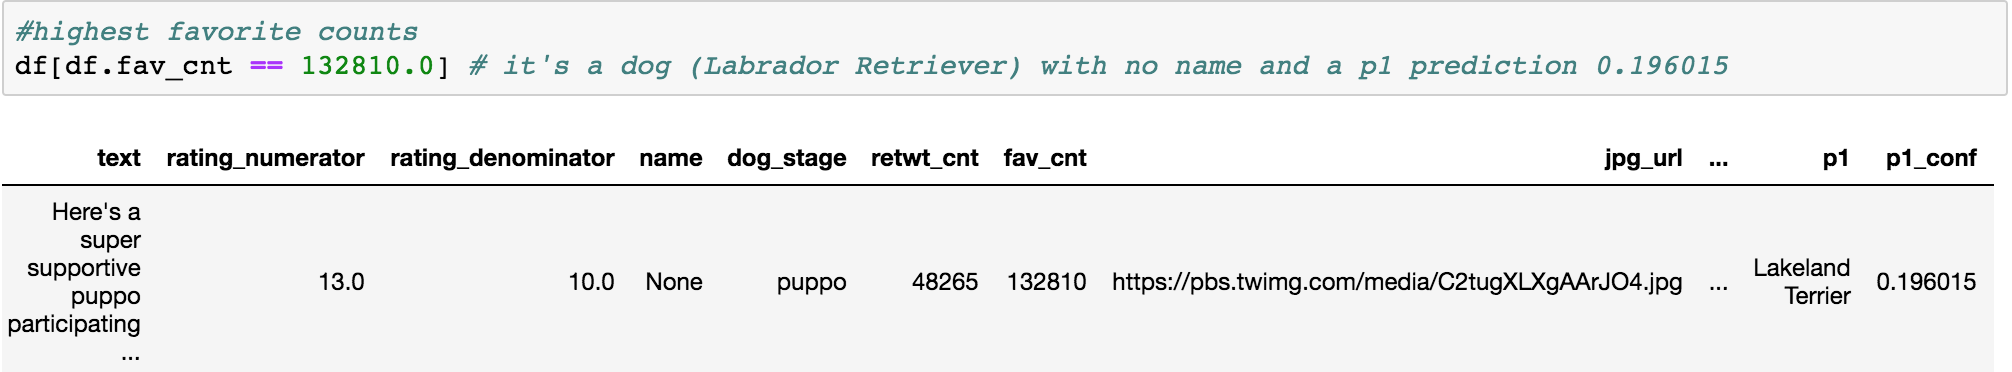 #highest favorite counts
df[df.fav_cnt == 132810.0] # it's a dog (Labrador Retriever) with no name and a p1 prediction 0.196015
text rating_numerator rating_denominator name dog_stage retwt_cnt fav_cnt jpg_url ... p1 p1_conf
Here's a
super
supportive
puppo
participating
...
13.0 10.0 None puppo 48265 132810 https://pbs.twimg.com/media/C2tugXLXgAArJO4.jpg ... Lakeland
Terrier
0.196015